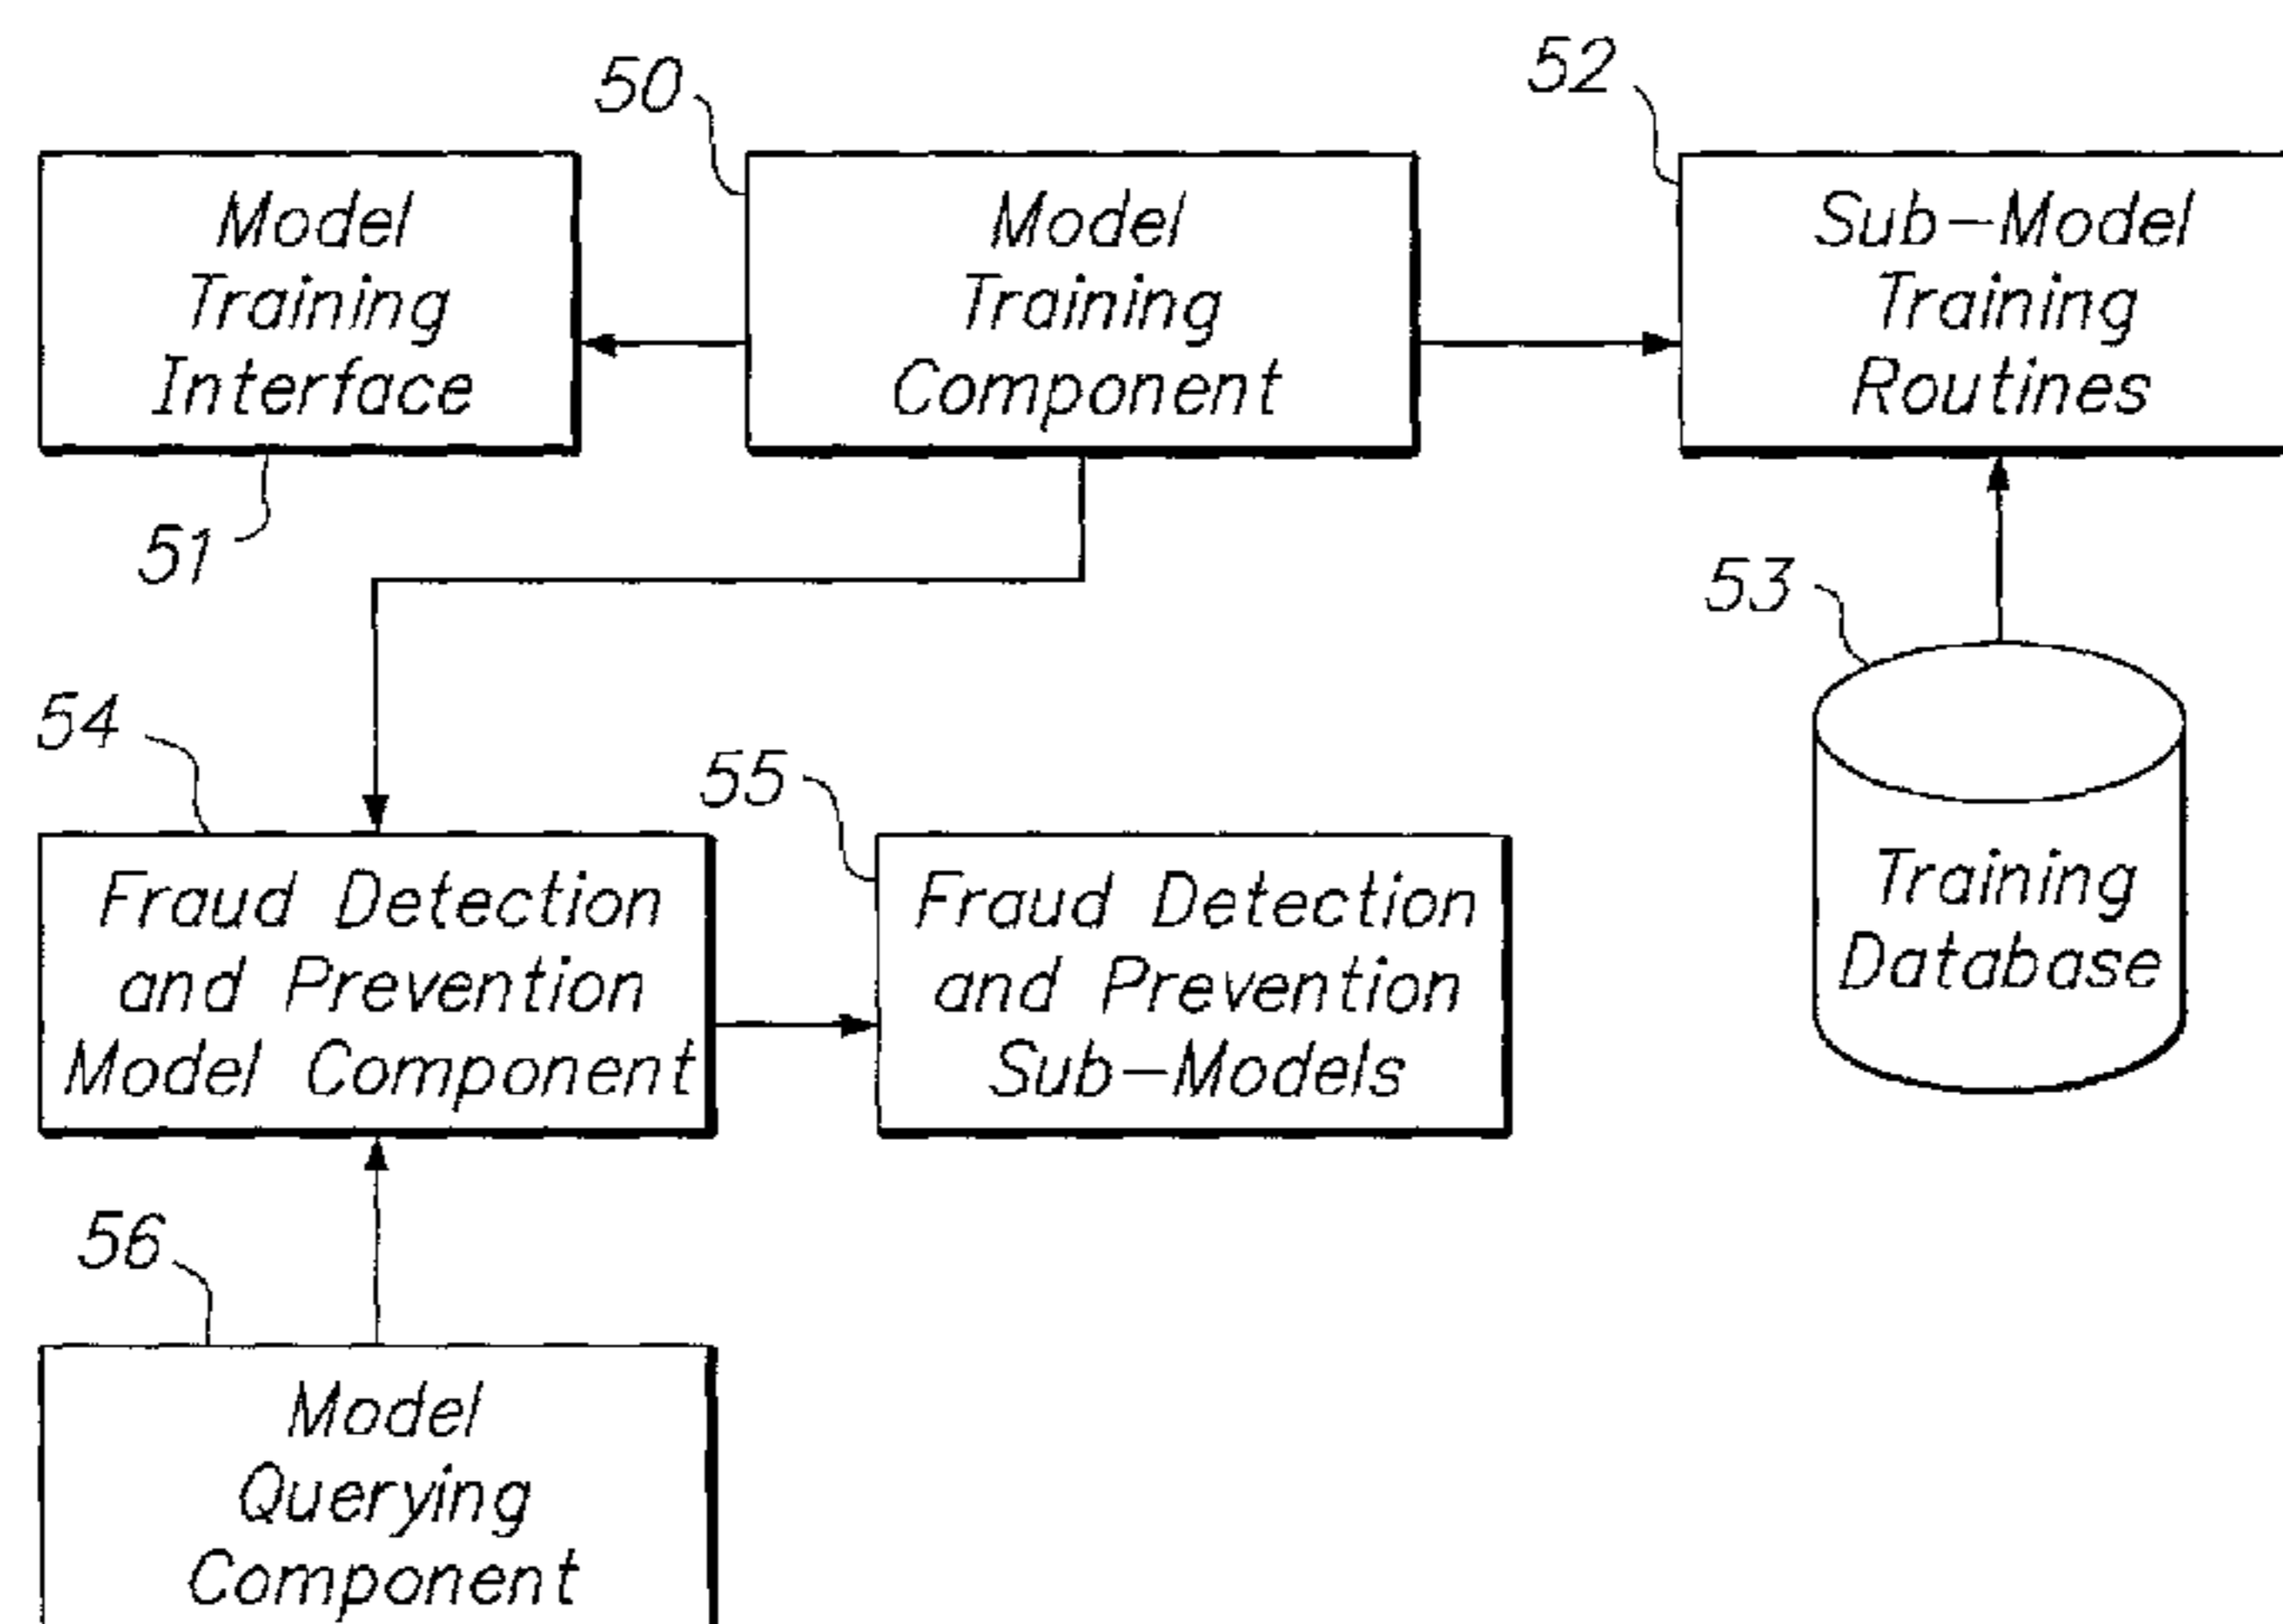 50
52
Model
Training
Interface
Model
Training
Component
Sub-Model
Training
Routines
51
53
54
55
Fraud Detection
and Prevention
Model Component
Fraud Detection
and Prevention
Sub-Models
Training
Database
56
Model
Querying
Component